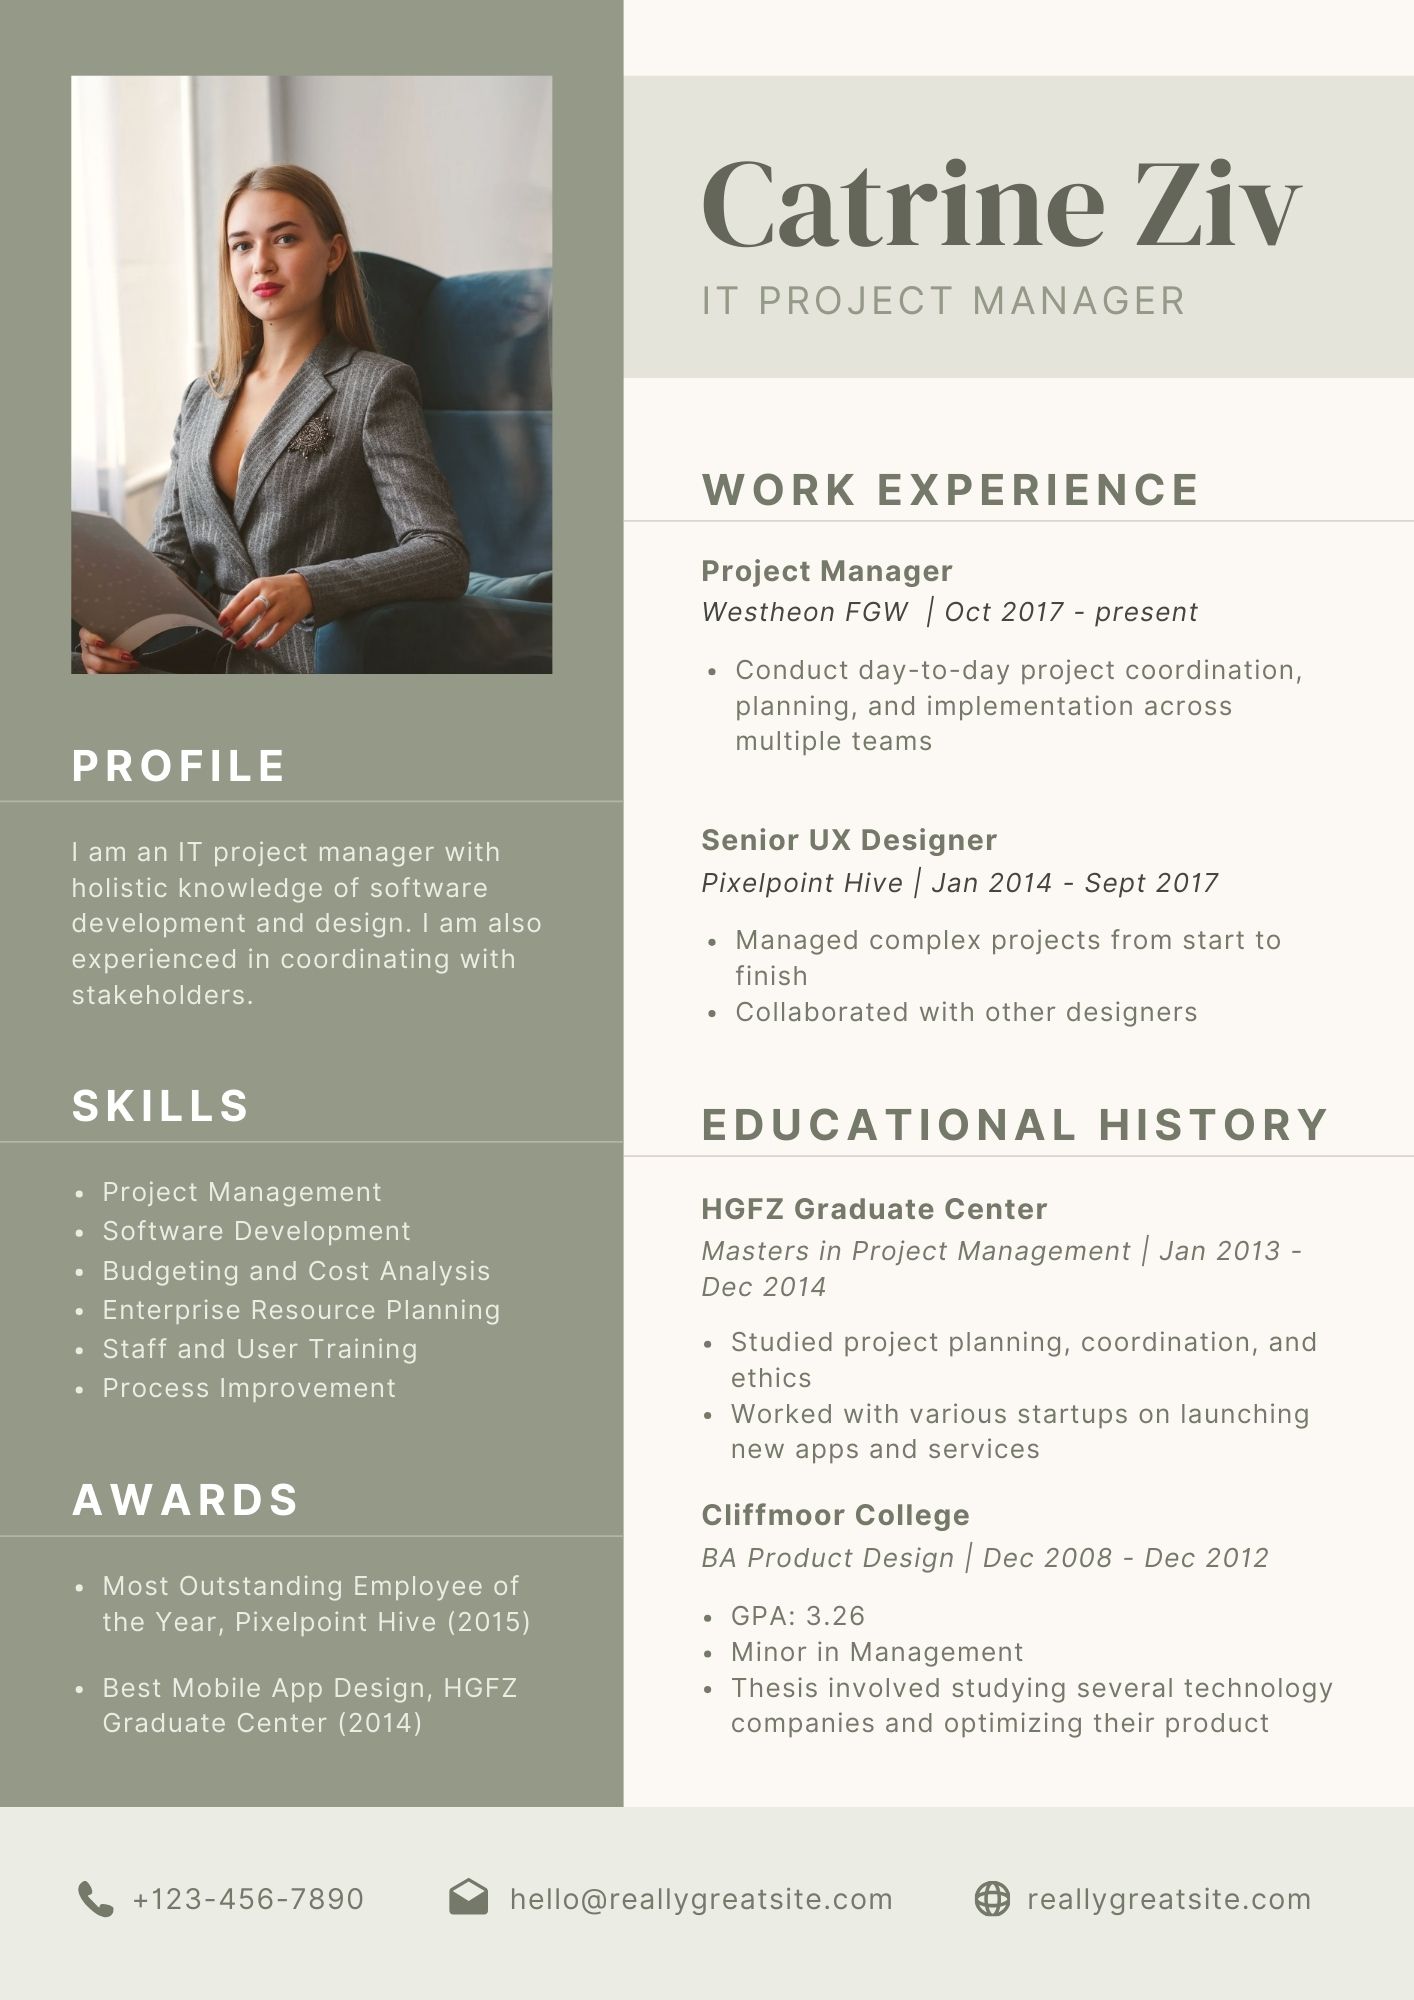 Catrine Ziv
IT PROJECT MANAGER
PROFILE
I am an IT project manager with
holistic knowledge of software
development and design. I am also
experienced in coordinating with
stakeholders.
SKILLS
• Project Management
• Software Development
• Budgeting and Cost Analysis
• Enterprise Resource Planning
• Staff and User Training
• Process Improvement
AWARDS
• Most Outstanding Employee of
the Year, Pixelpoint Hive (2015)
• Best Mobile App Design, HGFZ
Graduate Center (2014)
WORK EXPERIENCE
Project Manager
Westheon FGW | Oct 2017 - present
• Conduct day-to-day project coordination,
planning, and implementation across
multiple teams
Senior UX Designer
Pixelpoint Hive | Jan 2014 - Sept 2017
• Managed complex projects from start to
finish
• Collaborated with other designers
EDUCATIONAL HISTORY
HGFZ Graduate Center
Masters in Project Management | Jan 2013 -
Dec 2014
• Studied project planning, coordination, and
ethics
• Worked with various startups on launching
new apps and services
Cliffmoor College
BA Product Design | Dec 2008 - Dec 2012
• GPA: 3.26
• Minor in Management
• Thesis involved studying several technology
companies and optimizing their product
+123-456-7890
hello@reallygreatsite.com
reallygreatsite.com